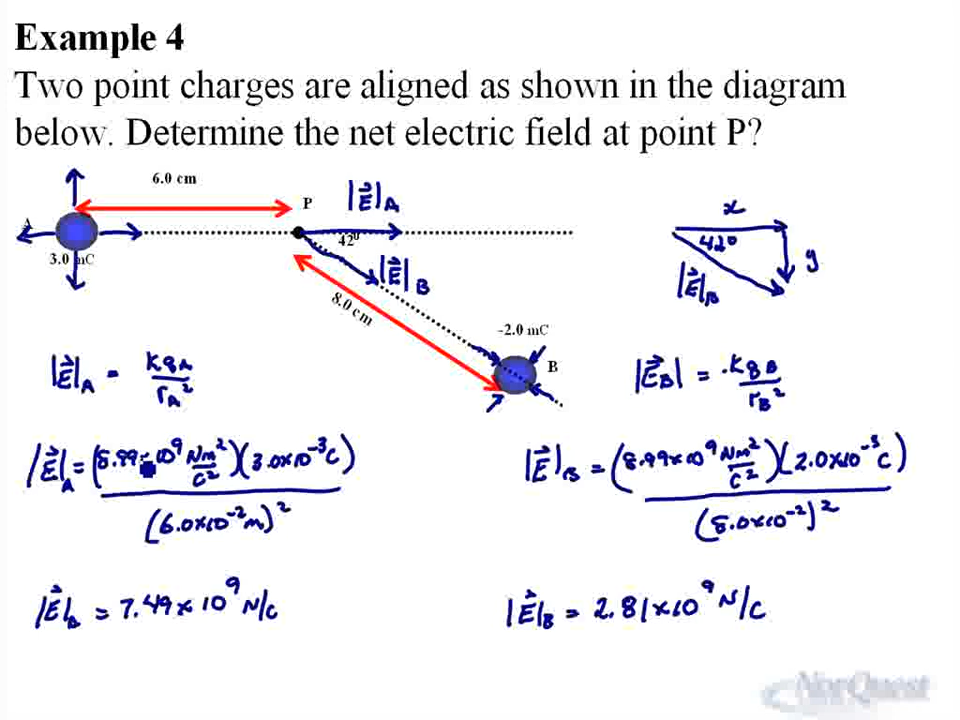 Example 4
Two point charges are aligned as shown in the diagram
below. Determine the net electric field at point P?
6.0 cm
P
|E⃗|A
A
42⁰
3.0 mC
|E⃗|B
8.0 cm
-2.0 mC
B
x
42⁰
y
|E⃗|B
|E⃗|A = kqA / rA²
|E⃗B| = kqB / rB²
|E⃗|A = (8.99×10⁹ Nm²/C²)(3.0×10⁻³C) / (6.0×10⁻²m)²
|E⃗|B = (8.99×10⁹ Nm²/C²)(2.0×10⁻³C) / (8.0×10⁻²)²
|E⃗|A = 7.49×10⁹ N/C
|E⃗|B = 2.81×10⁹ N/C
NorQuest